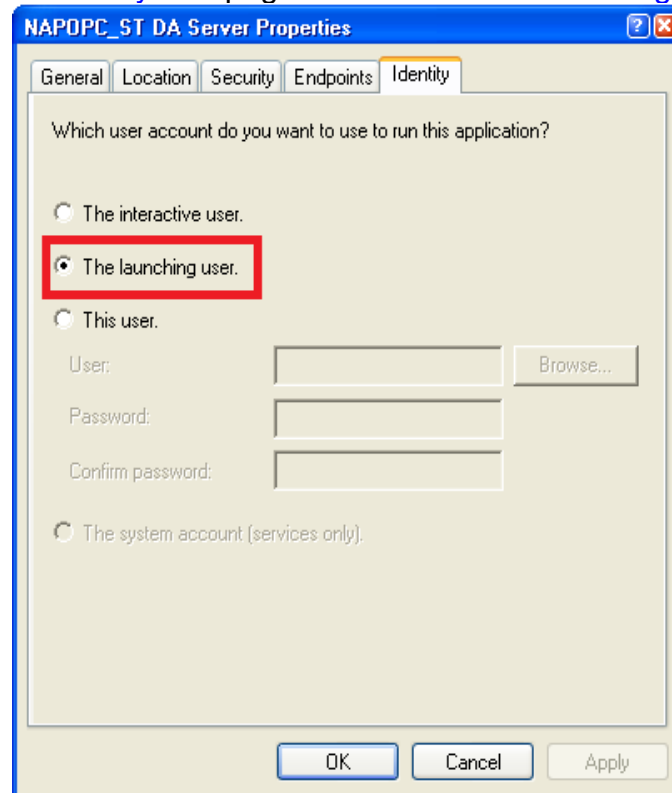 NAPOPC_ST DA Server Properties
General Location Security Endpoints Identity
Which user account do you want to use to run this application?
The interactive user.
The launching user.
This user.
User:
Browse...
Password:
Confirm password:
The system account (services only).
OK Cancel Apply